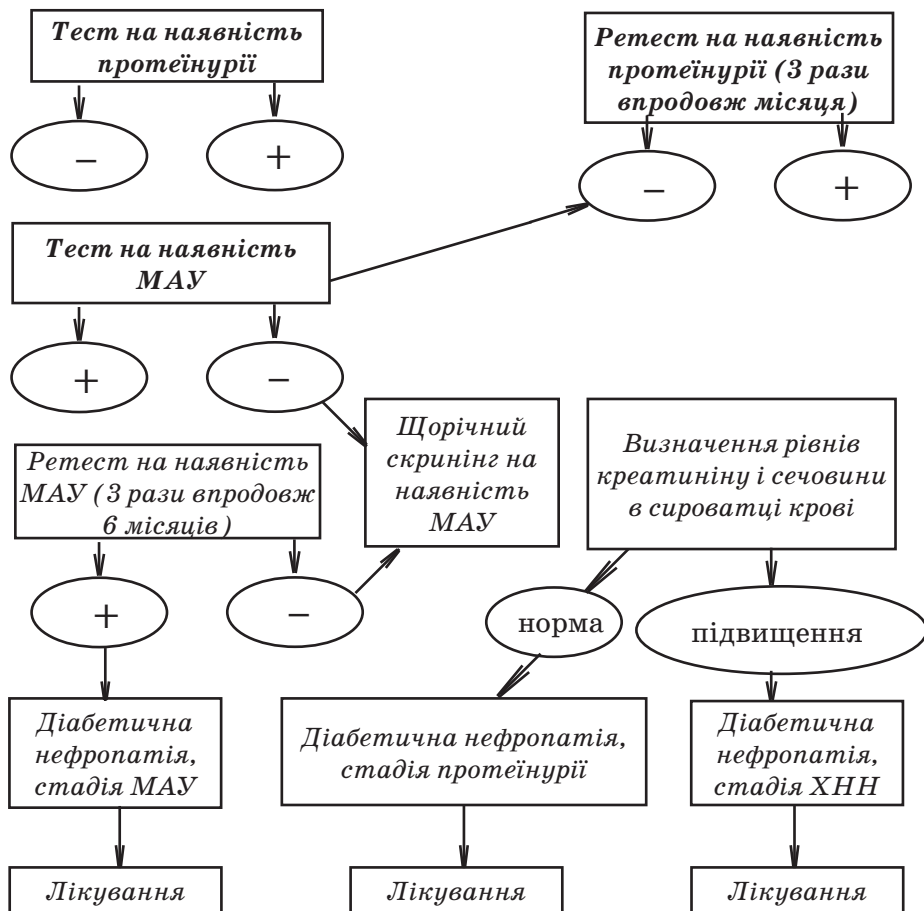 Тест на наявність
протеїнурії
–
+
Ретест на наявність
протеїнурії (3 рази
впродовж місяця)
–
+
Тест на наявність
МАУ
+
–
Ретест на наявність
МАУ (3 рази впродовж
6 місяців)
+
–
Щорічний
скринінг на
наявність
МАУ
Визначення рівнів
креатиніну і сечовини
в сироватці крові
норма
підвищення
Діабетична
нефропатія,
стадія МАУ
Діабетична нефропатія,
стадія протеїнурії
Діабетична
нефропатія,
стадія ХНН
Лікування
Лікування
Лікування